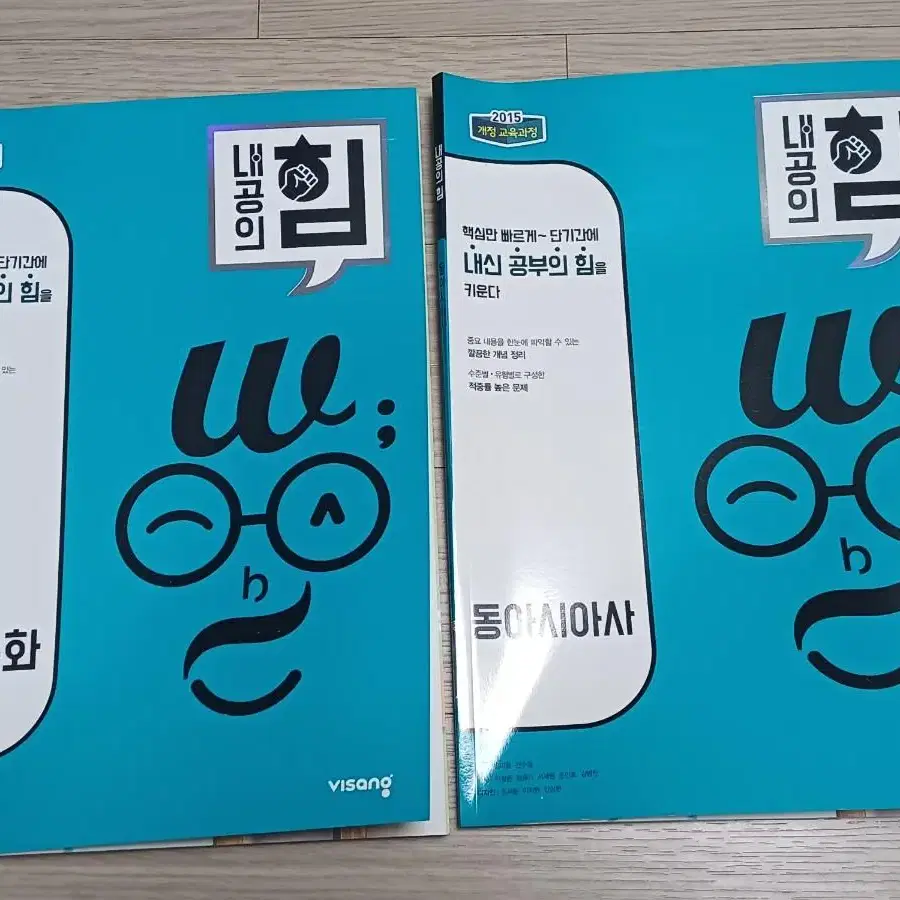 단기간에
의 힘을
있는
화
내공의 힘
visang
내공의 힘
2015
개정 교육과정
내공의
핵심만 빠르게~ 단기간에
내신 공부의 힘을
키운다
중요 내용을 한눈에 파악할 수 있는
깔끔한 개념 정리
수준별·유형별로 구성한
적중률 높은 문제
동아시아사